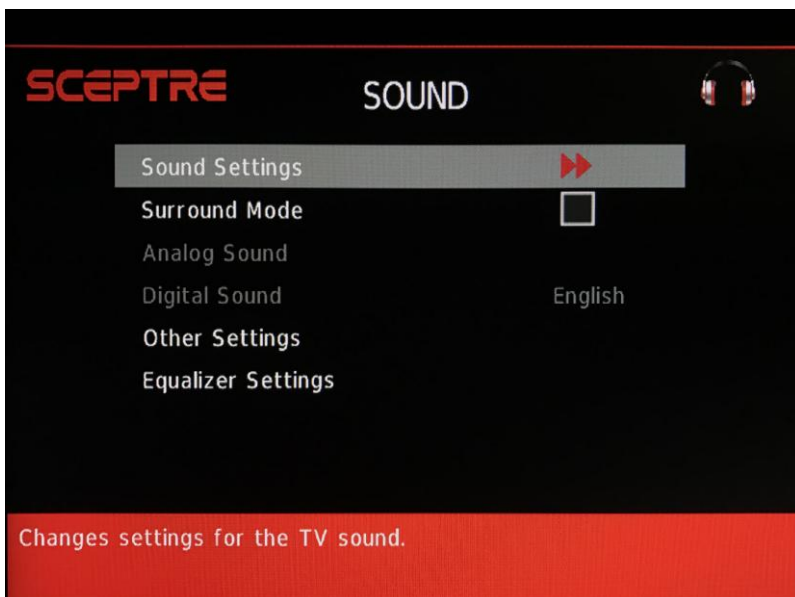 SCEPTRE
SOUND
Sound Settings
Surround Mode
Analog Sound
Digital Sound English
Other Settings
Equalizer Settings
Changes settings for the TV sound.